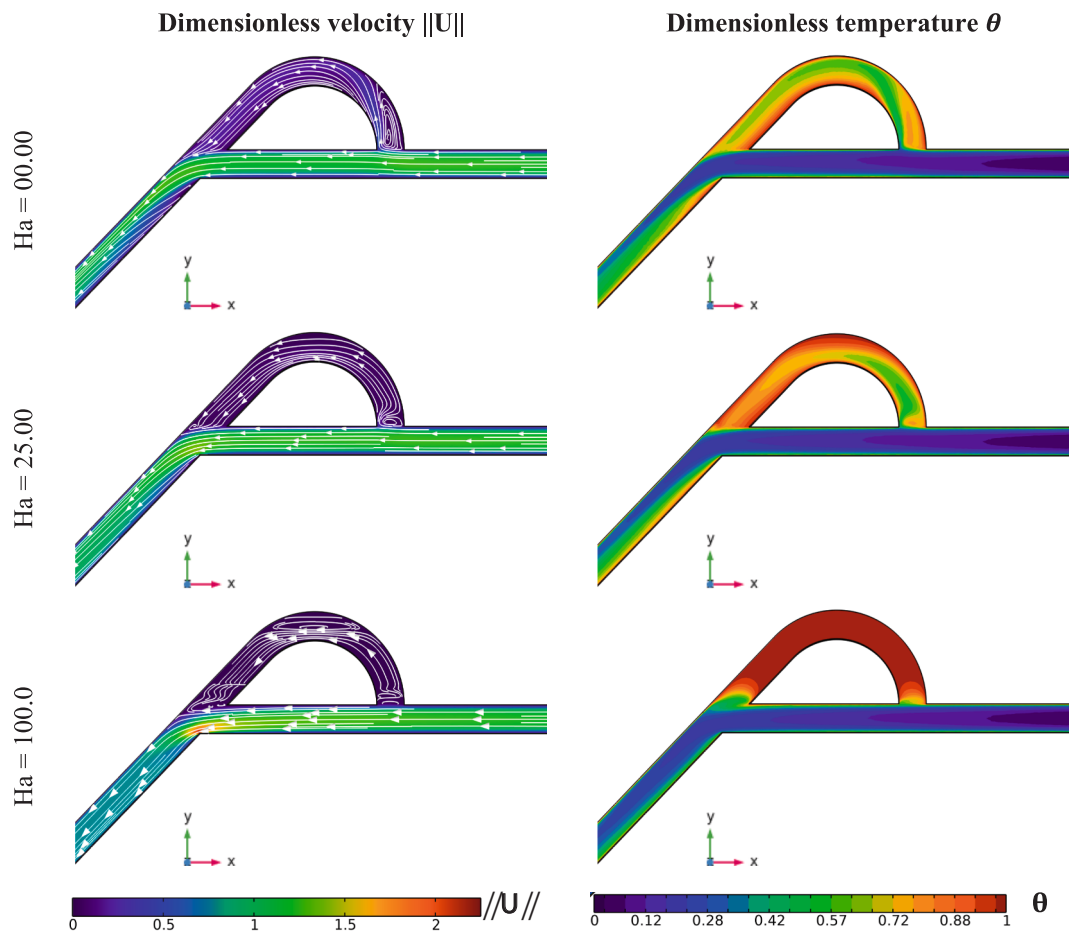 Dimensionless velocity ||U||
Dimensionless temperature θ
Ha = 00.00
y
x
y
x
Ha = 25.00
y
x
y
x
Ha = 100.0
y
x
y
x
0 0.5 1 1.5 2 //U//
0 0.12 0.28 0.42 0.57 0.72 0.88 1 θ